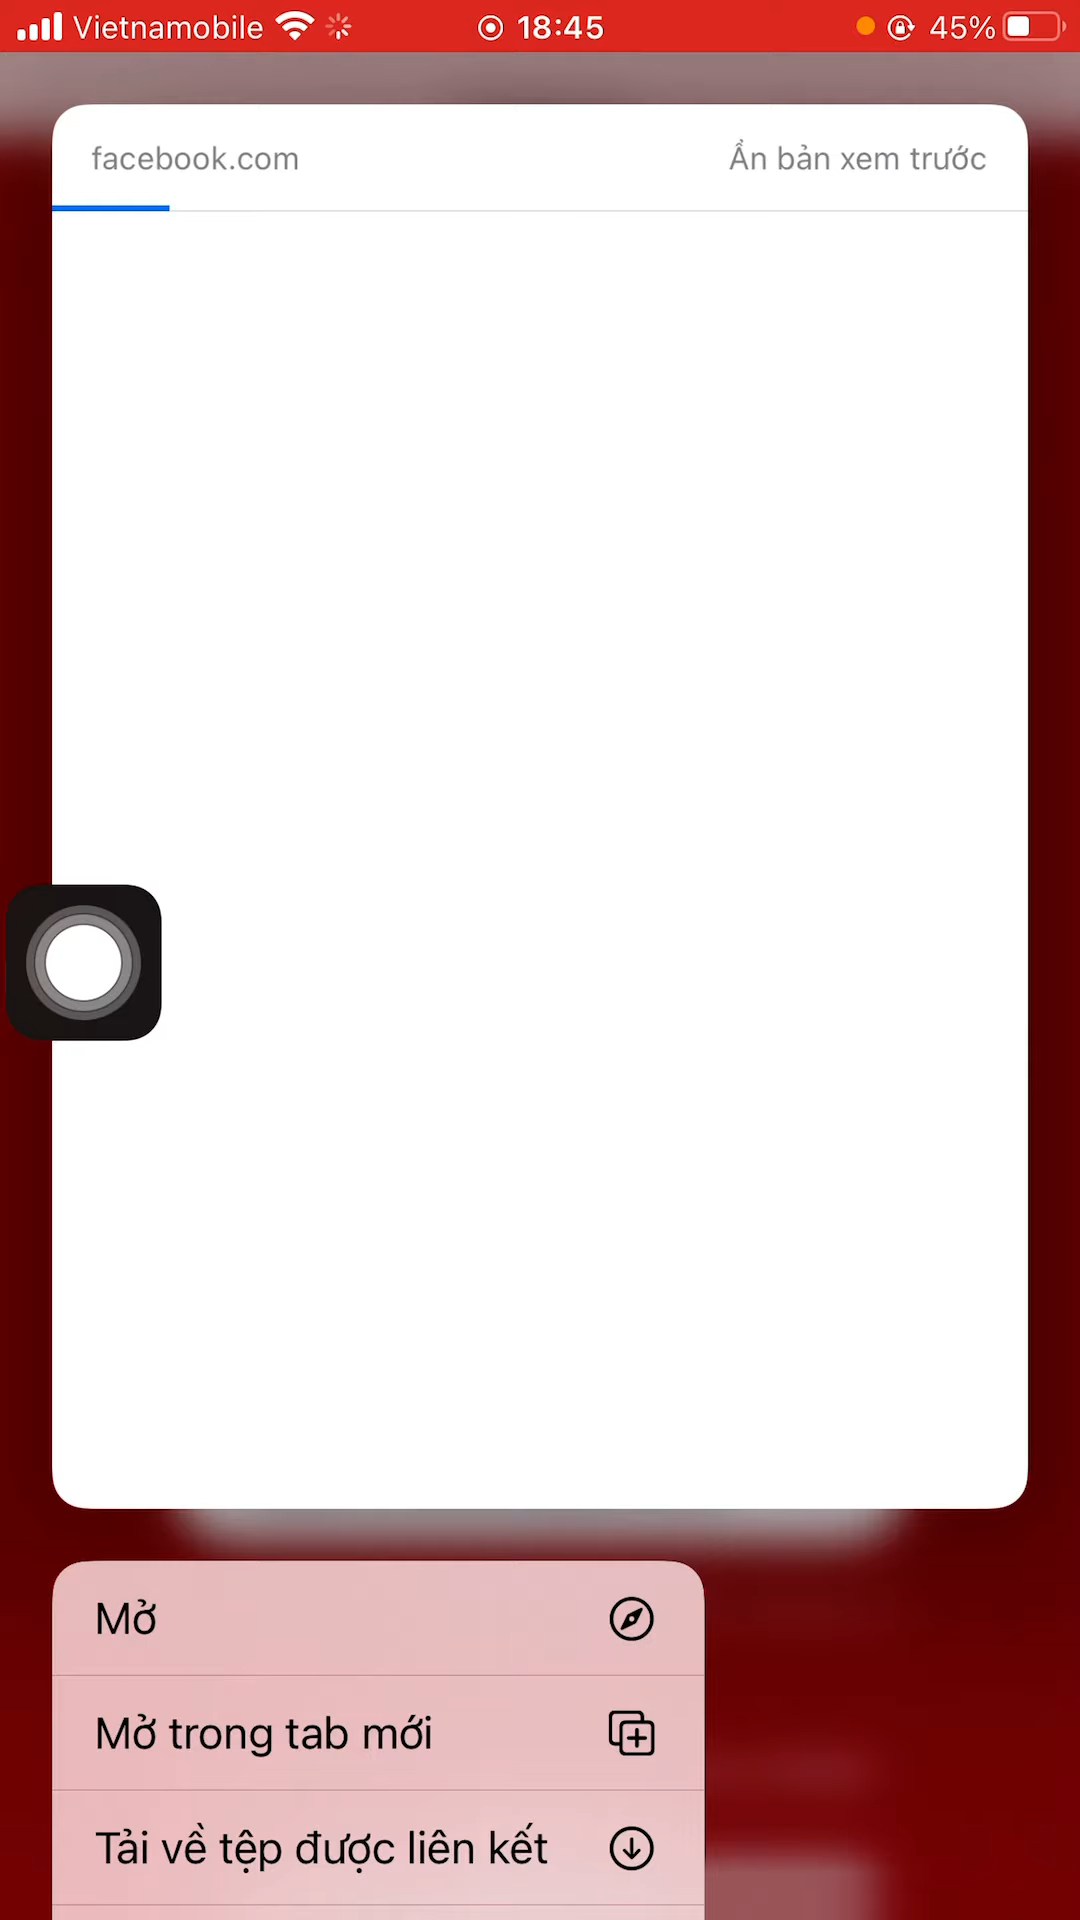 Vietnamobile 18:45 45%
facebook.com Ẩn bản xem trước
Mở
Mở trong tab mới
Tải về tệp được liên kết